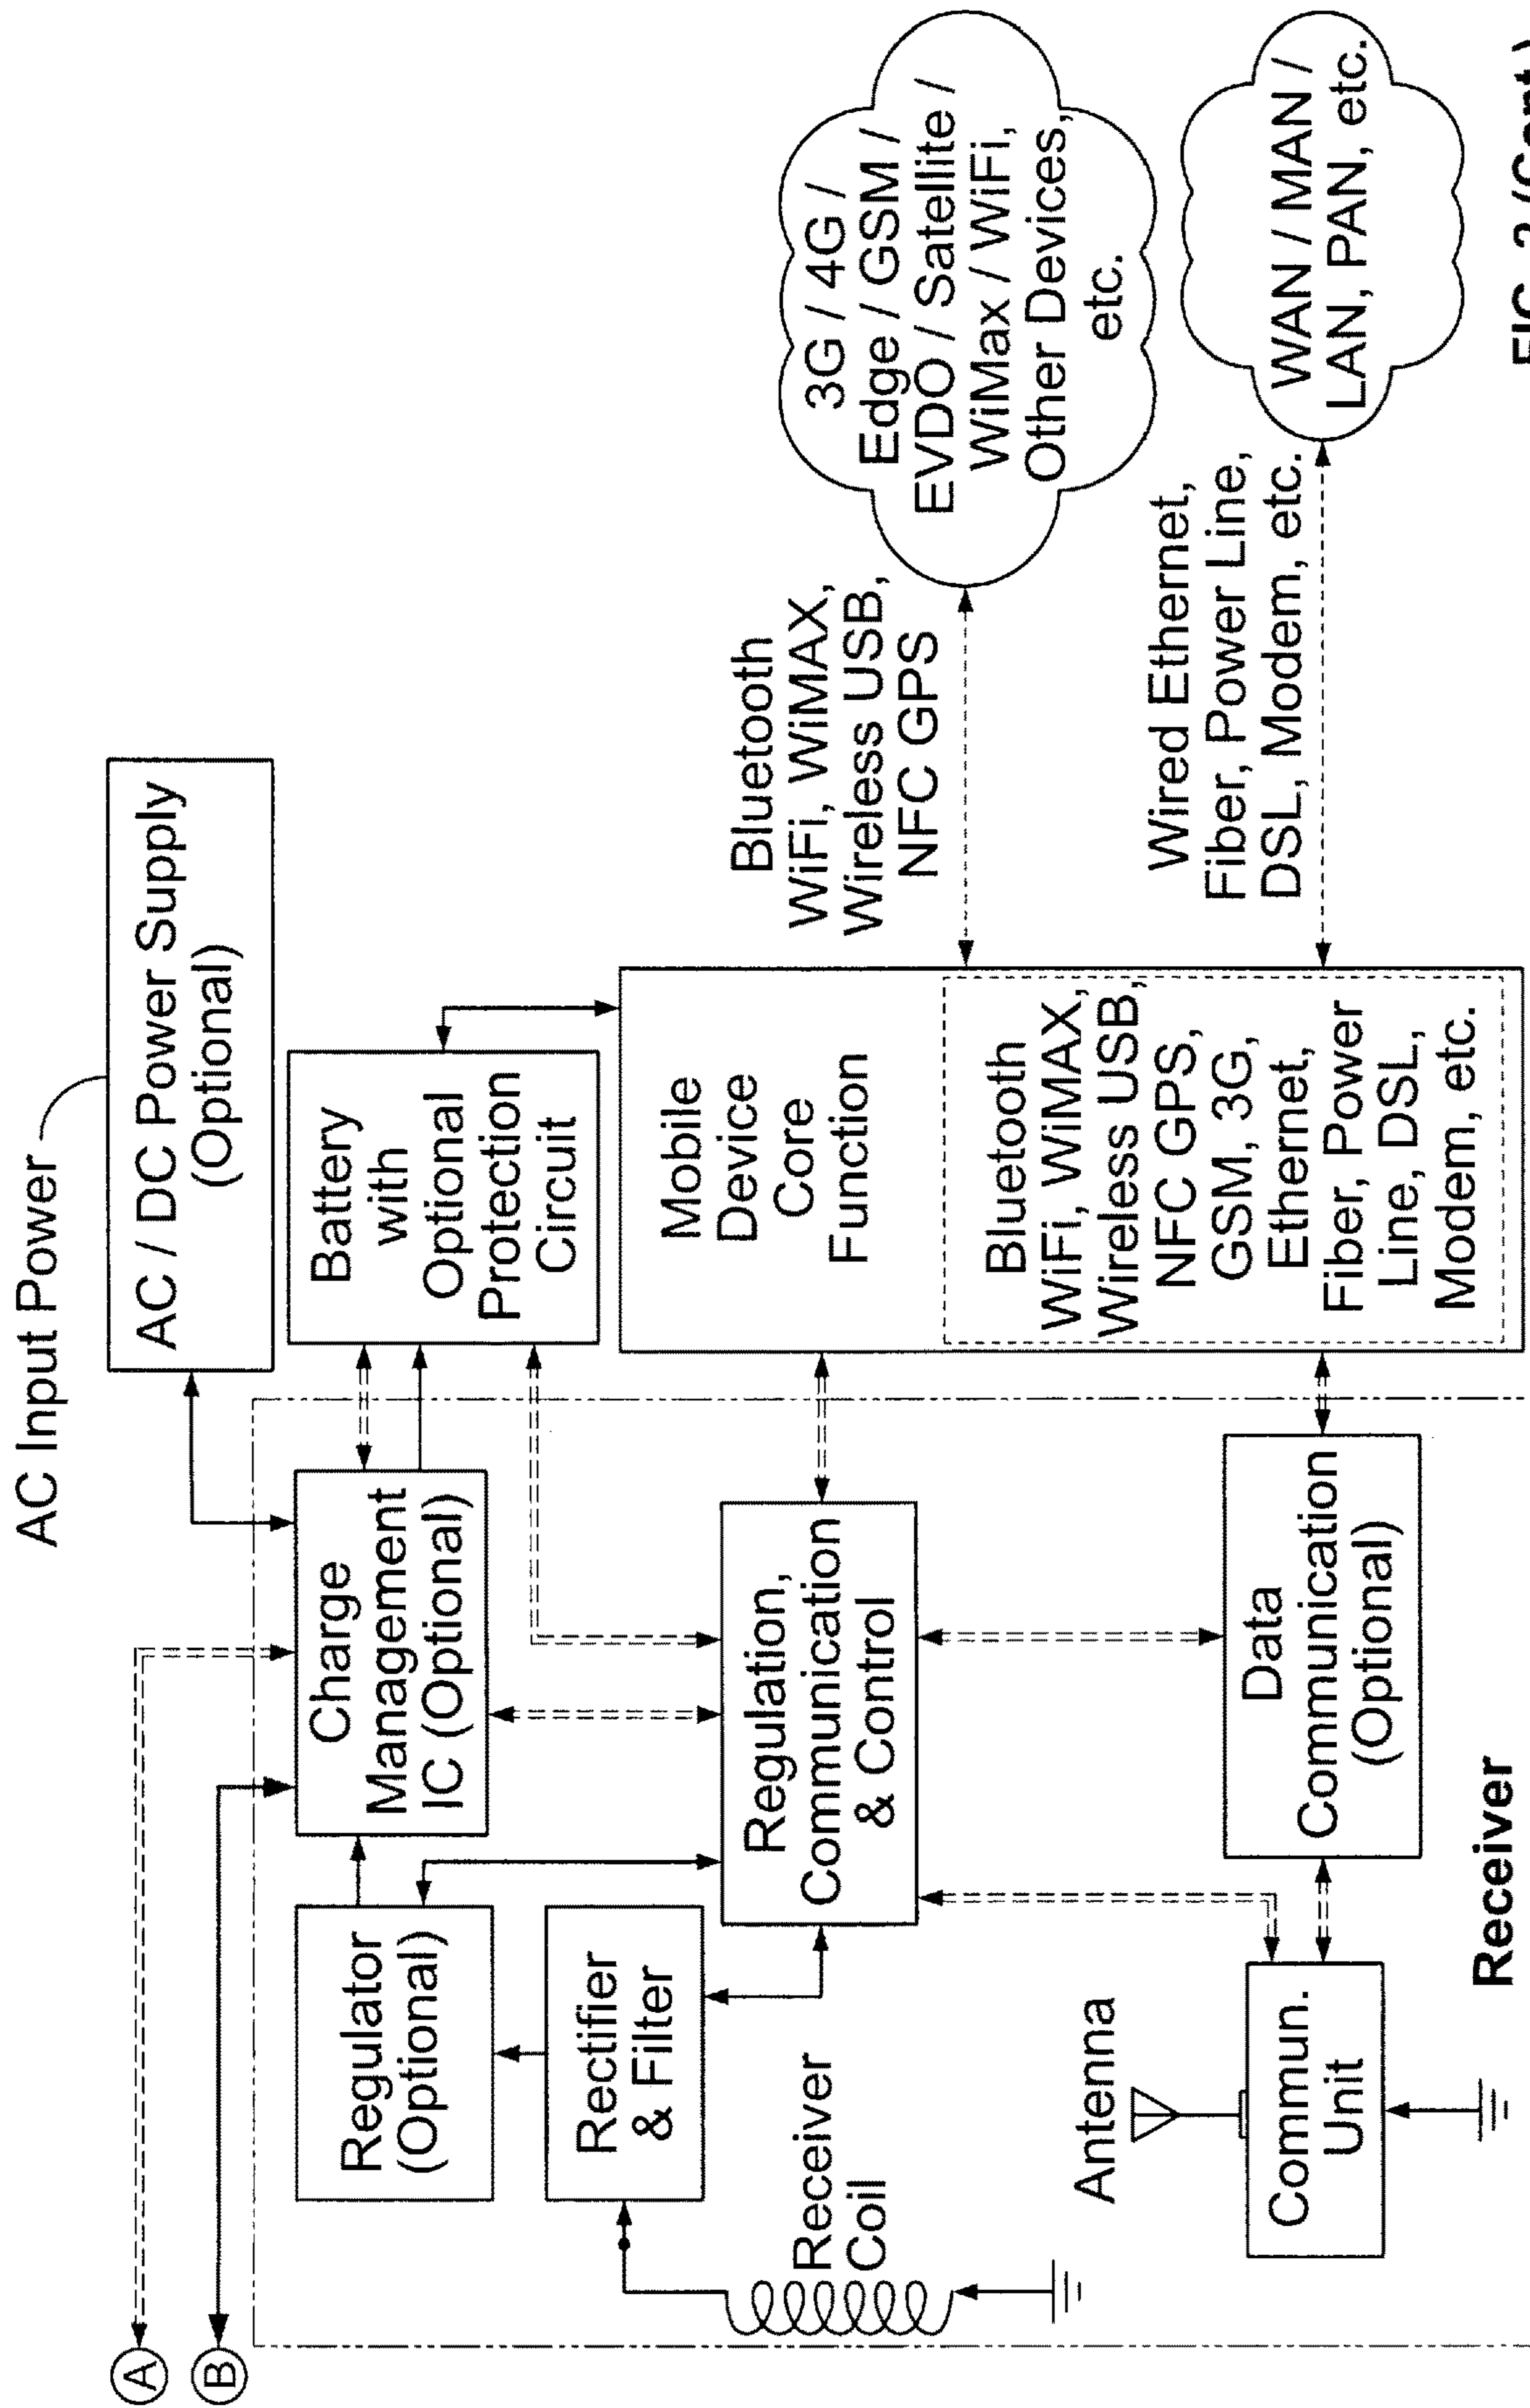 AC Input Power
A
B
AC / DC Power Supply
(Optional)
Regulator
(Optional)
Charge
Management
IC (Optional)
Battery
with
Optional
Protection
Circuit
Rectifier
& Filter
Receiver
Coil
Regulation,
Communication
& Control
Mobile
Device
Core
Function
Bluetooth
WiFi, WiMAX,
Wireless USB,
NFC GPS,
GSM, 3G,
Ethernet,
Fiber, Power
Line, DSL,
Modem, etc.
Bluetooth
WiFi, WiMAX,
Wireless USB,
NFC GPS
3G / 4G /
Edge / GSM /
EVDO / Satellite /
WiMax / WiFi,
Other Devices,
etc.
Antenna
Commun.
Unit
Data
Communication
(Optional)
Wired Ethernet,
Fiber, Power Line,
DSL, Modem, etc.
WAN / MAN /
LAN, PAN, etc.
Receiver
FIG. 2 (Cont.)